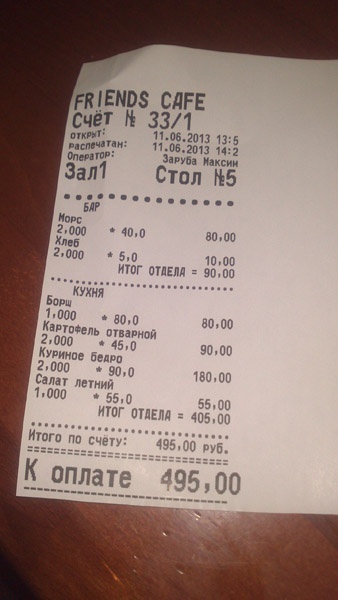 FRIENDS CAFE
Счёт № 33/1
открыт: 11.06.2013 13:5
Распечатан: 11.06.2013 14:2
Оператор: Заруба Максим
Зал1 Стол №5
БАР
Морс
2,000 * 40,0 80,00
Хлеб
2,000 * 5,0 10,00
ИТОГ ОТДЕЛА = 90,00
КУХНЯ
Борщ
1,000 * 80,0 80,00
Картофель отварной
2,000 * 45,0 90,00
Куриное бедро
2,000 * 90,0 180,00
Салат летний
1,000 * 55,0 55,00
ИТОГ ОТДЕЛА = 405,00
Итого по счёту: 495,00 руб.
К оплате 495,00